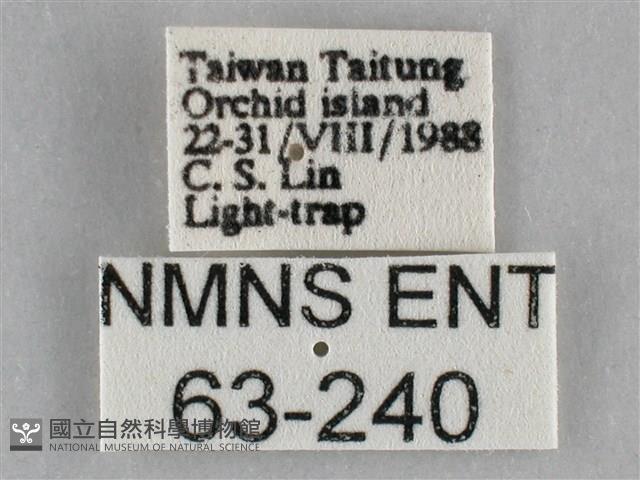 Taiwan Taitung
Orchid island
22-31/VIII/1988
C. S. Lin
Light-trap
NMNS ENT
63-240
國立自然科學博物館
NATIONAL MUSEUM OF NATURAL SCIENCE